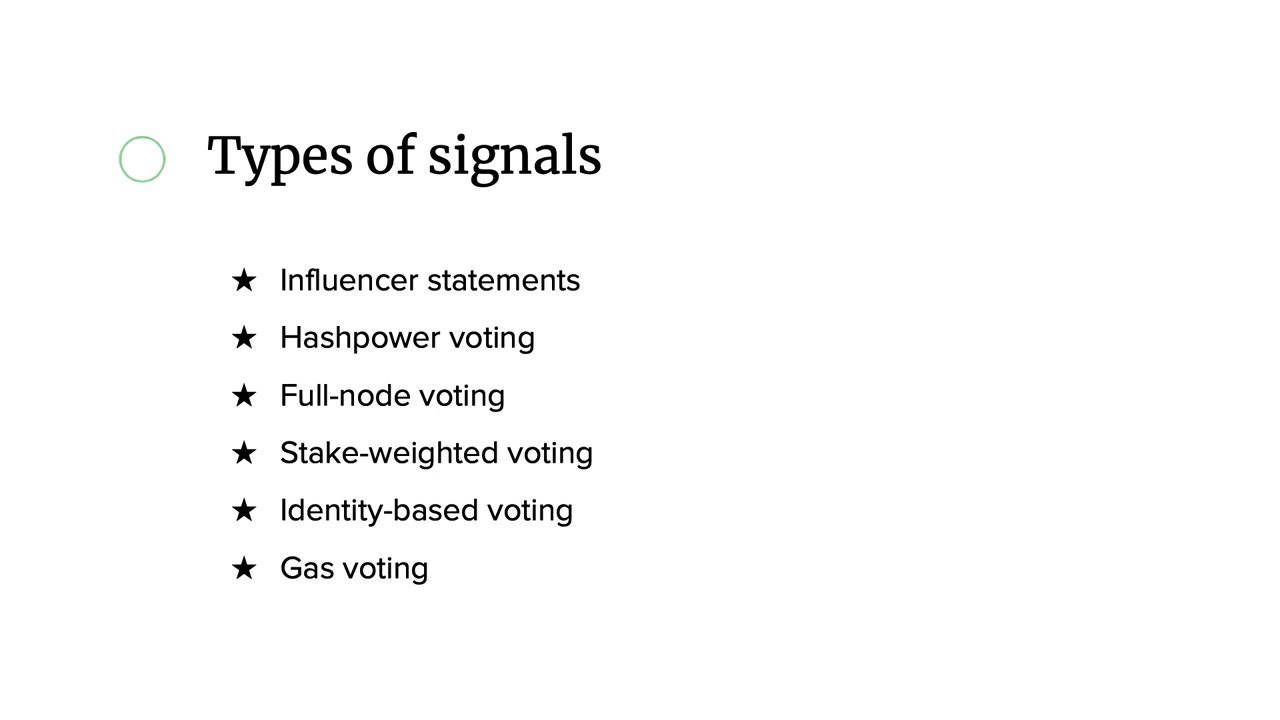 Types of signals
★ Influencer statements
★ Hashpower voting
★ Full-node voting
★ Stake-weighted voting
★ Identity-based voting
★ Gas voting